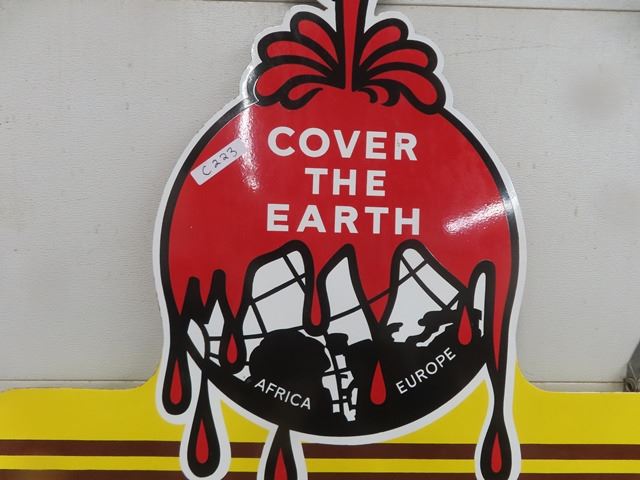 C223
COVER
THE
EARTH
AFRICA
EUROPE